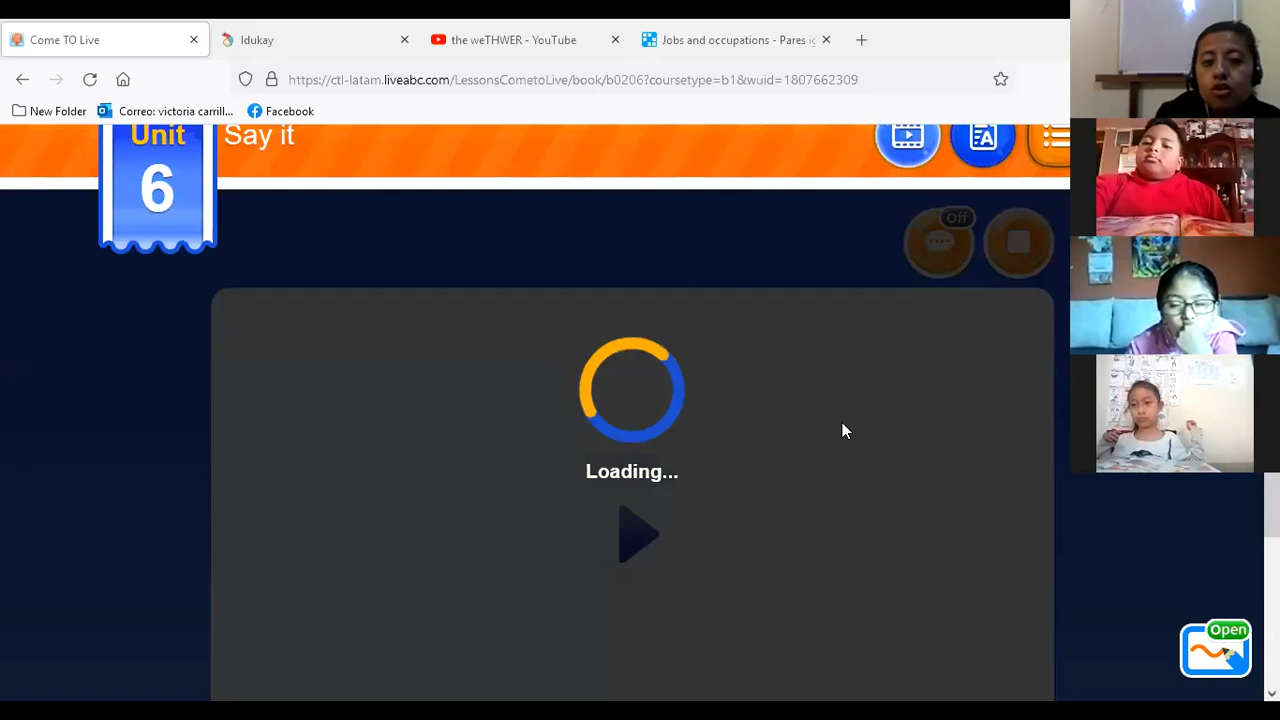 Come TO Live
Idukay
the weTHWER - YouTube
Jobs and occupations - Pares ig
https://ctl-latam.liveabc.com/LessonsCometoLive/book/b0206?coursetype=b1&wuid=1807662309
New Folder
Correo: victoria carrill...
Facebook
Unit
6
Say it
Off
Loading...
Open